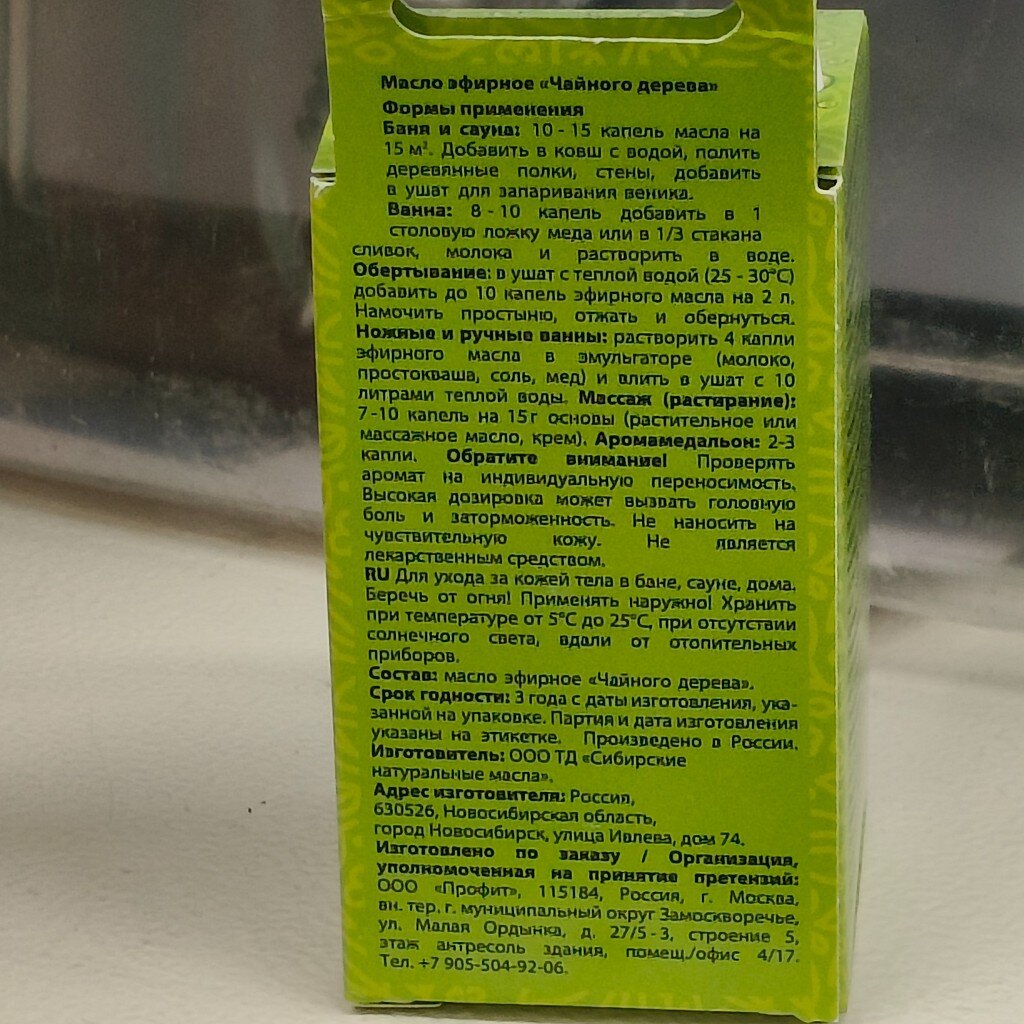 Масло эфирное «Чайного дерева»
Формы применения
Баня и сауна: 10 - 15 капель масла на
15 м³. Добавить в ковш с водой, полить
деревянные полки, стены, добавить
в ушат для запаривания веника.
Ванна: 8 - 10 капель добавить в 1
столовую ложку меда или в 1/3 стакана
сливок, молока и растворить в воде.
Обертывание: в ушат с теплой водой (25 - 30°С)
добавить до 10 капель эфирного масла на 2 л.
Намочить простыню, отжать и обернуться.
Ножные и ручные ванны: растворить 4 капли
эфирного масла в эмульгаторе (молоко,
простокваша, соль, мед) и влить в ушат с 10
литрами теплой воды. Массаж (растирание):
7-10 капель на 15г основы (растительное или
массажное масло, крем). Аромамедальон: 2-3
капли. Обратите внимание! Проверять
аромат на индивидуальную переносимость.
Высокая дозировка может вызвать головную
боль и заторможенность. Не наносить на
чувствительную кожу. Не является
лекарственным средством.
RU Для ухода за кожей тела в бане, сауне, дома.
Беречь от огня! Применять наружно! Хранить
при температуре от 5°С до 25°С, при отсутствии
солнечного света, вдали от отопительных
приборов.
Состав: масло эфирное «Чайного дерева».
Срок годности: 3 года с даты изготовления, ука-
занной на упаковке. Партия и дата изготовления
указаны на этикетке. Произведено в России.
Изготовитель: ООО ТД «Сибирские
натуральные масла».
Адрес изготовителя: Россия,
630526, Новосибирская область,
город Новосибирск, улица Ивлева, дом 74.
Изготовлено по заказу / Организация,
уполномоченная на принятие претензий:
ООО «Профит», 115184, Россия, г. Москва,
вн. тер. г. муниципальный округ Замоскворечье,
ул. Малая Ордынка, д. 27/5 - 3, строение 5,
этаж антресоль здания, помещ./офис 4/17.
Тел. +7 905-504-92-06.